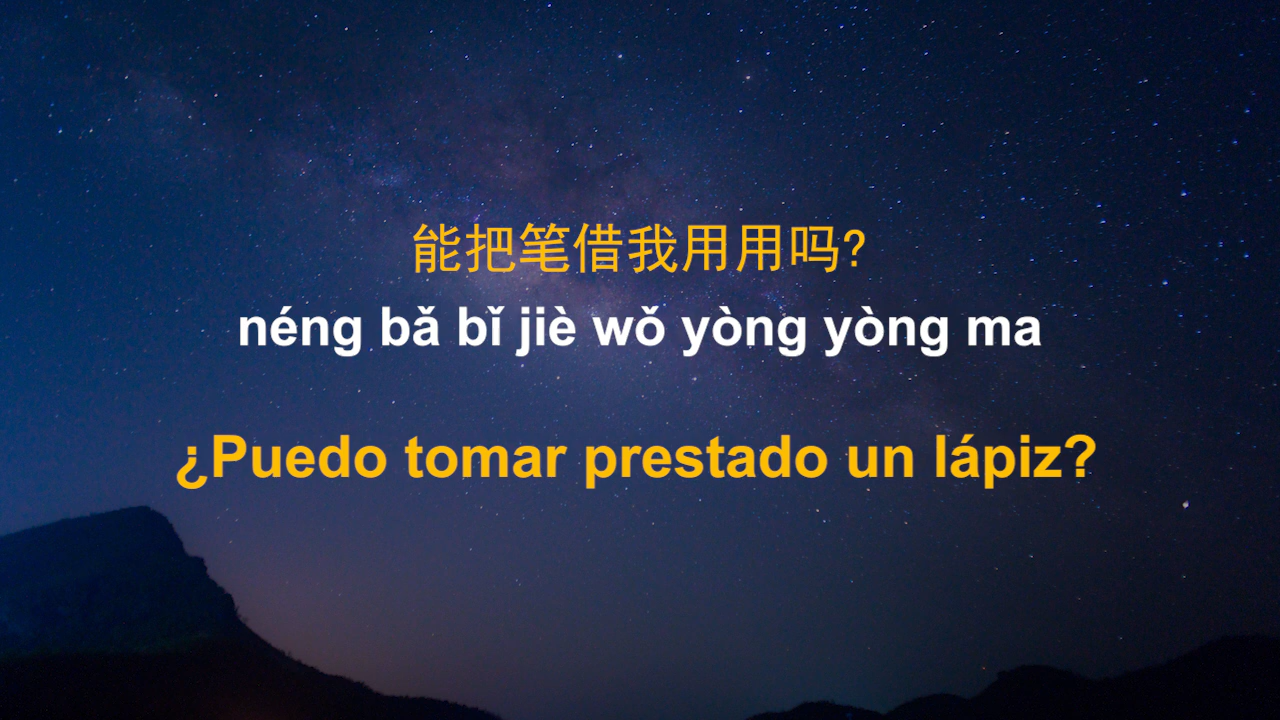 能把笔借我用用吗?
néng bǎ bǐ jiè wǒ yòng yòng ma
¿Puedo tomar prestado un lápiz?